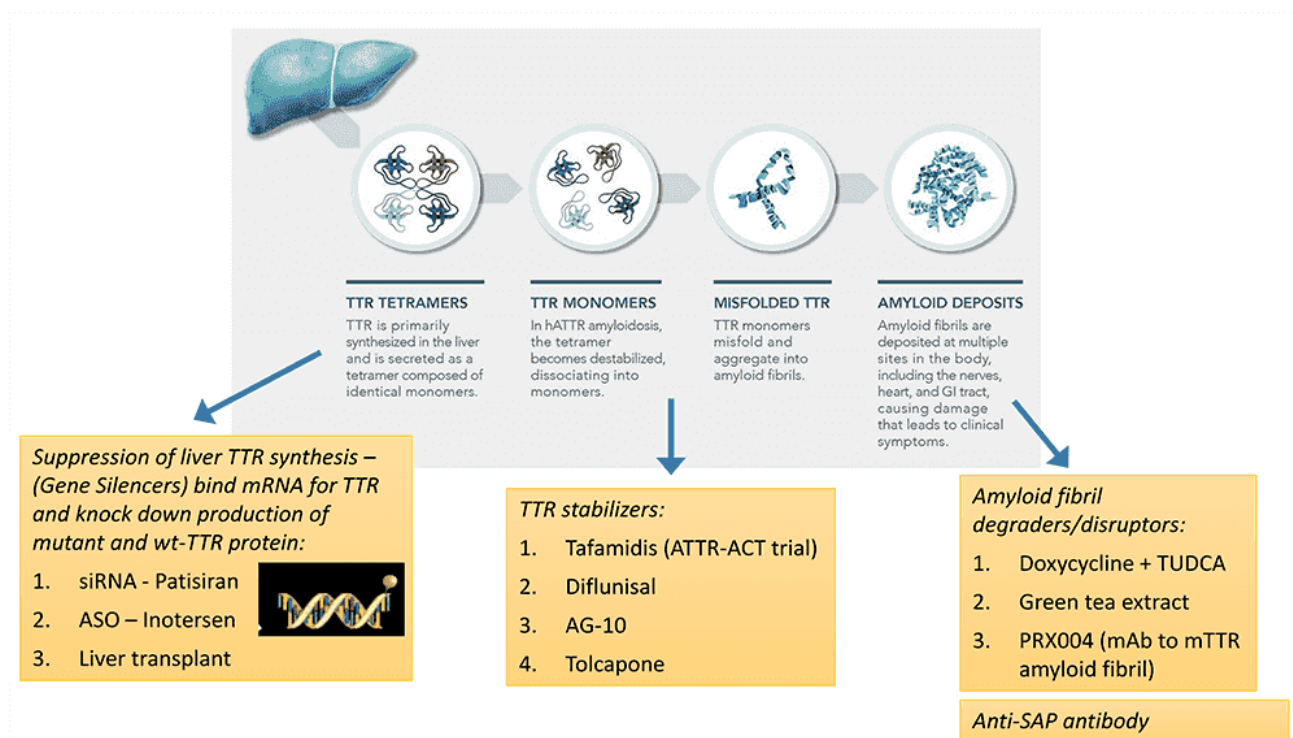 TTR TETRAMERS
TTR is primarily
synthesized in the liver
and is secreted as a
tetramer composed of
identical monomers.
TTR MONOMERS
In hATTR amyloidosis,
the tetramer
becomes destabilized,
dissociating into
monomers.
MISFOLDED TTR
TTR monomers
misfold and
aggregate into
amyloid fibrils.
AMYLOID DEPOSITS
Amyloid fibrils are
deposited at multiple
sites in the body,
including the nerves,
heart, and GI tract,
causing damage
that leads to clinical
symptoms.
Suppression of liver TTR synthesis –
(Gene Silencers) bind mRNA for TTR
and knock down production of
mutant and wt-TTR protein:
1. siRNA - Patisiran
2. ASO – Inotersen
3. Liver transplant
TTR stabilizers:
1. Tafamidis (ATTR-ACT trial)
2. Diflunisal
3. AG-10
4. Tolcapone
Amyloid fibril
degraders/disruptors:
1. Doxycycline + TUDCA
2. Green tea extract
3. PRX004 (mAb to mTTR
amyloid fibril)
Anti-SAP antibody